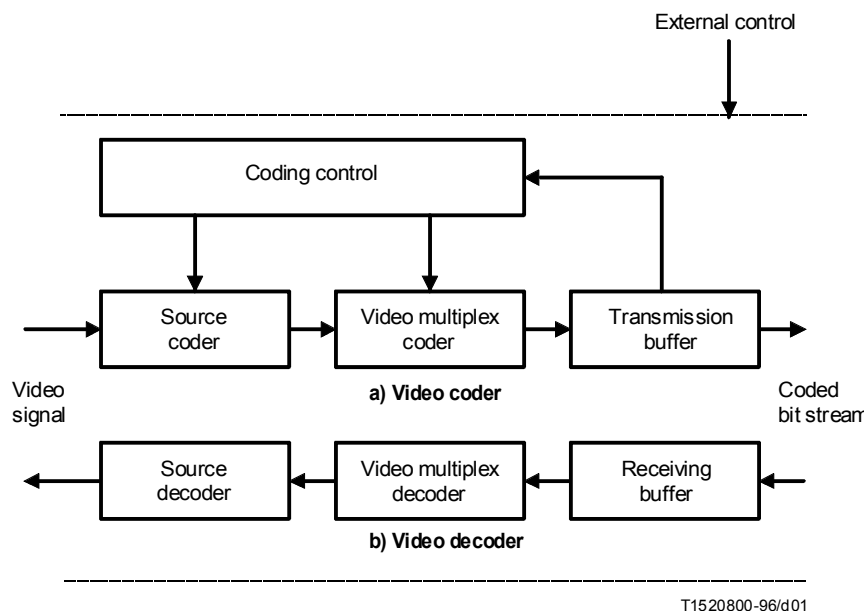 External control
Coding control
Source
coder
Video multiplex
coder
Transmission
buffer
Video
signal
a) Video coder
Coded
bit stream
Source
decoder
Video multiplex
decoder
Receiving
buffer
b) Video decoder
T1520800-96/d01